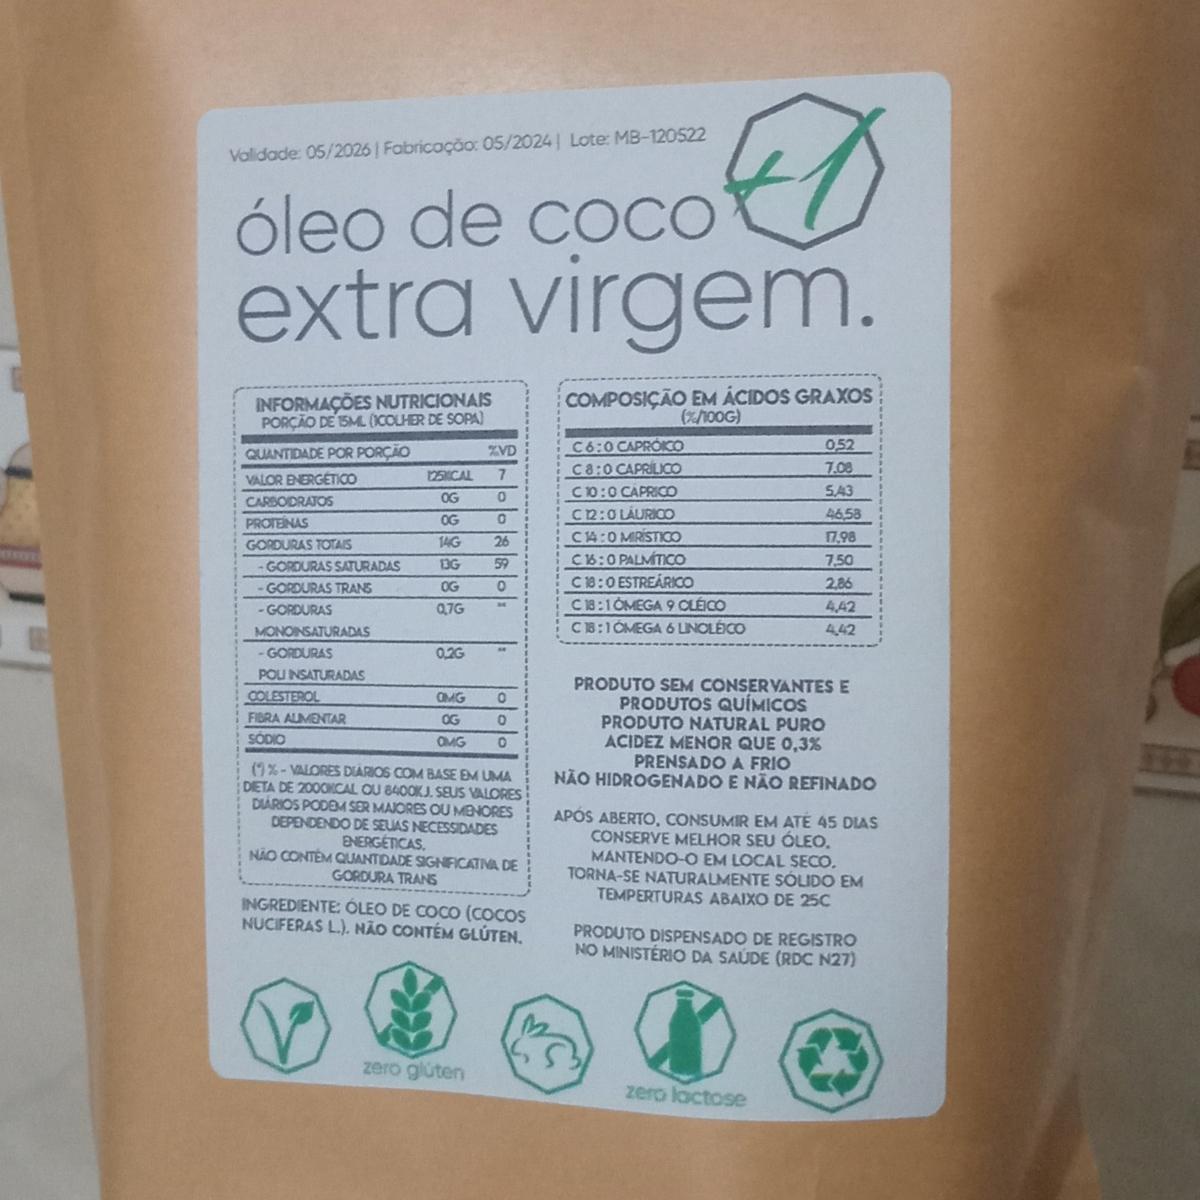 Validade: 05/2026 | Fabricação: 05/2024 | Lote: MB-120522
+1
óleo de coco
extra virgem.
INFORMAÇÕES NUTRICIONAIS
PORÇÃO DE 15ML (1COLHER DE SOPA)
QUANTIDADE POR PORÇÃO %VD
VALOR ENERGÉTICO 125KCAL 7
CARBOIDRATOS 0G 0
PROTEÍNAS 0G 0
GORDURAS TOTAIS 14G 26
- GORDURAS SATURADAS 13G 59
- GORDURAS TRANS 0G 0
- GORDURAS 0,7G **
MONOINSATURADAS
- GORDURAS 0,2G **
POLI INSATURADAS
COLESTEROL 0MG 0
FIBRA ALIMENTAR 0G 0
SÓDIO 0MG 0
(*) % - VALORES DIÁRIOS COM BASE EM UMA
DIETA DE 2000KCAL OU 8400KJ. SEUS VALORES
DIÁRIOS PODEM SER MAIORES OU MENORES
DEPENDENDO DE SEUAS NECESSIDADES
ENERGÉTICAS.
NÃO CONTÉM QUANTIDADE SIGNIFICATIVA DE
GORDURA TRANS
INGREDIENTE: ÓLEO DE COCO (COCOS
NUCIFERAS L.). NÃO CONTÉM GLÚTEN.
COMPOSIÇÃO EM ÁCIDOS GRAXOS
(%/100G)
C 6 : 0 CAPRÓICO 0,52
C 8 : 0 CAPRÍLICO 7,08
C 10 : 0 CÁPRICO 5,43
C 12 : 0 LÁURICO 46,58
C 14 : 0 MIRÍSTICO 17,98
C 16 : 0 PALMÍTICO 7,50
C 18 : 0 ESTREÁRICO 2,86
C 18 : 1 ÔMEGA 9 OLÉICO 4,42
C 18 : 1 ÔMEGA 6 LINOLÉICO 4,42
PRODUTO SEM CONSERVANTES E
PRODUTOS QUÍMICOS
PRODUTO NATURAL PURO
ACIDEZ MENOR QUE 0,3%
PRENSADO A FRIO
NÃO HIDROGENADO E NÃO REFINADO
APÓS ABERTO, CONSUMIR EM ATÉ 45 DIAS
CONSERVE MELHOR SEU ÓLEO,
MANTENDO-O EM LOCAL SECO.
TORNA-SE NATURALMENTE SÓLIDO EM
TEMPERTURAS ABAIXO DE 25C
PRODUTO DISPENSADO DE REGISTRO
NO MINISTÉRIO DA SAÚDE (RDC N27)
zero glúten
zero lactose